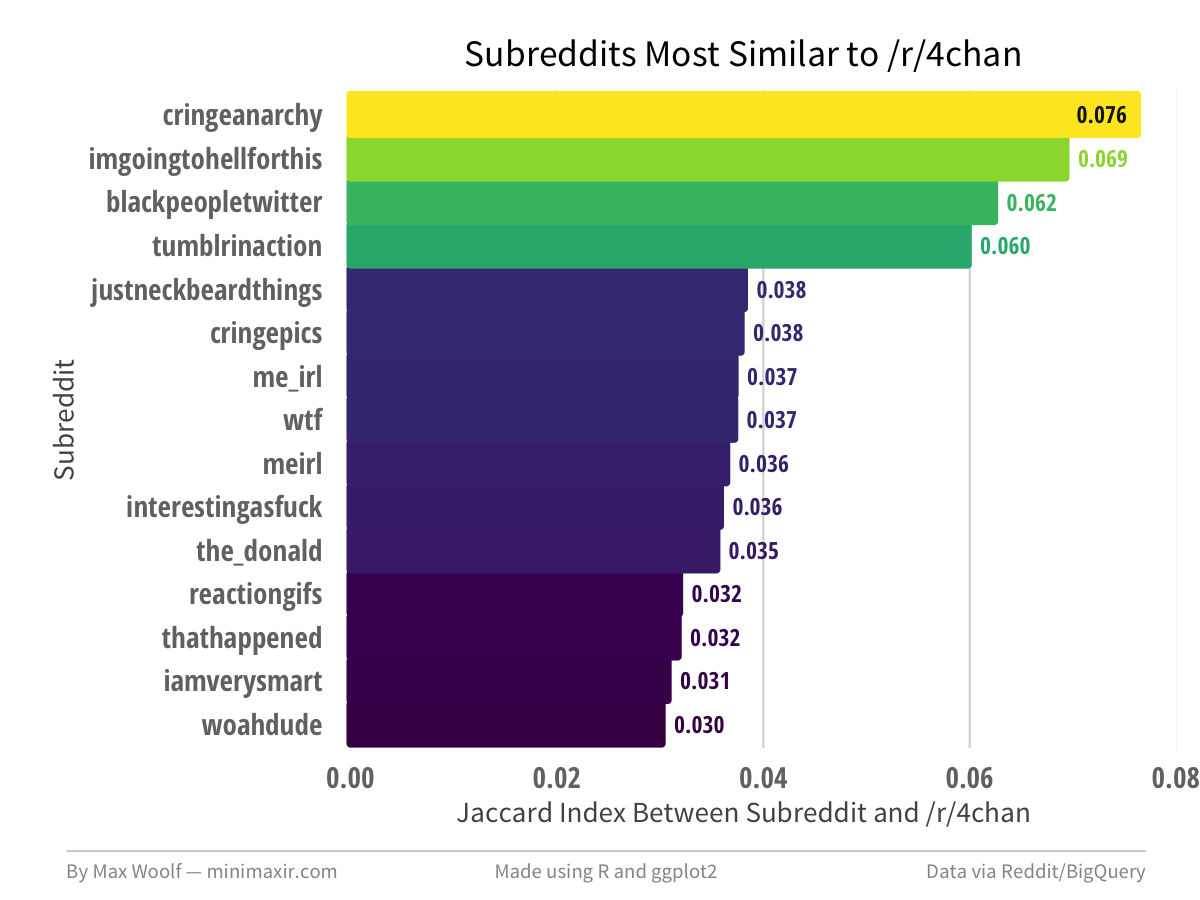 Subreddits Most Similar to /r/4chan
cringeanarchy 0.076
imgoingtohellforthis 0.069
blackpeopletwitter 0.062
tumblrinaction 0.060
justneckbeardthings 0.038
cringepics 0.038
me_irl 0.037
wtf 0.037
meirl 0.036
interestingasfuck 0.036
the_donald 0.035
reactiongifs 0.032
thathappened 0.032
iamverysmart 0.031
woahdude 0.030
Subreddit
0.00 0.02 0.04 0.06 0.08
Jaccard Index Between Subreddit and /r/4chan
By Max Woolf — minimaxir.com Made using R and ggplot2 Data via Reddit/BigQuery